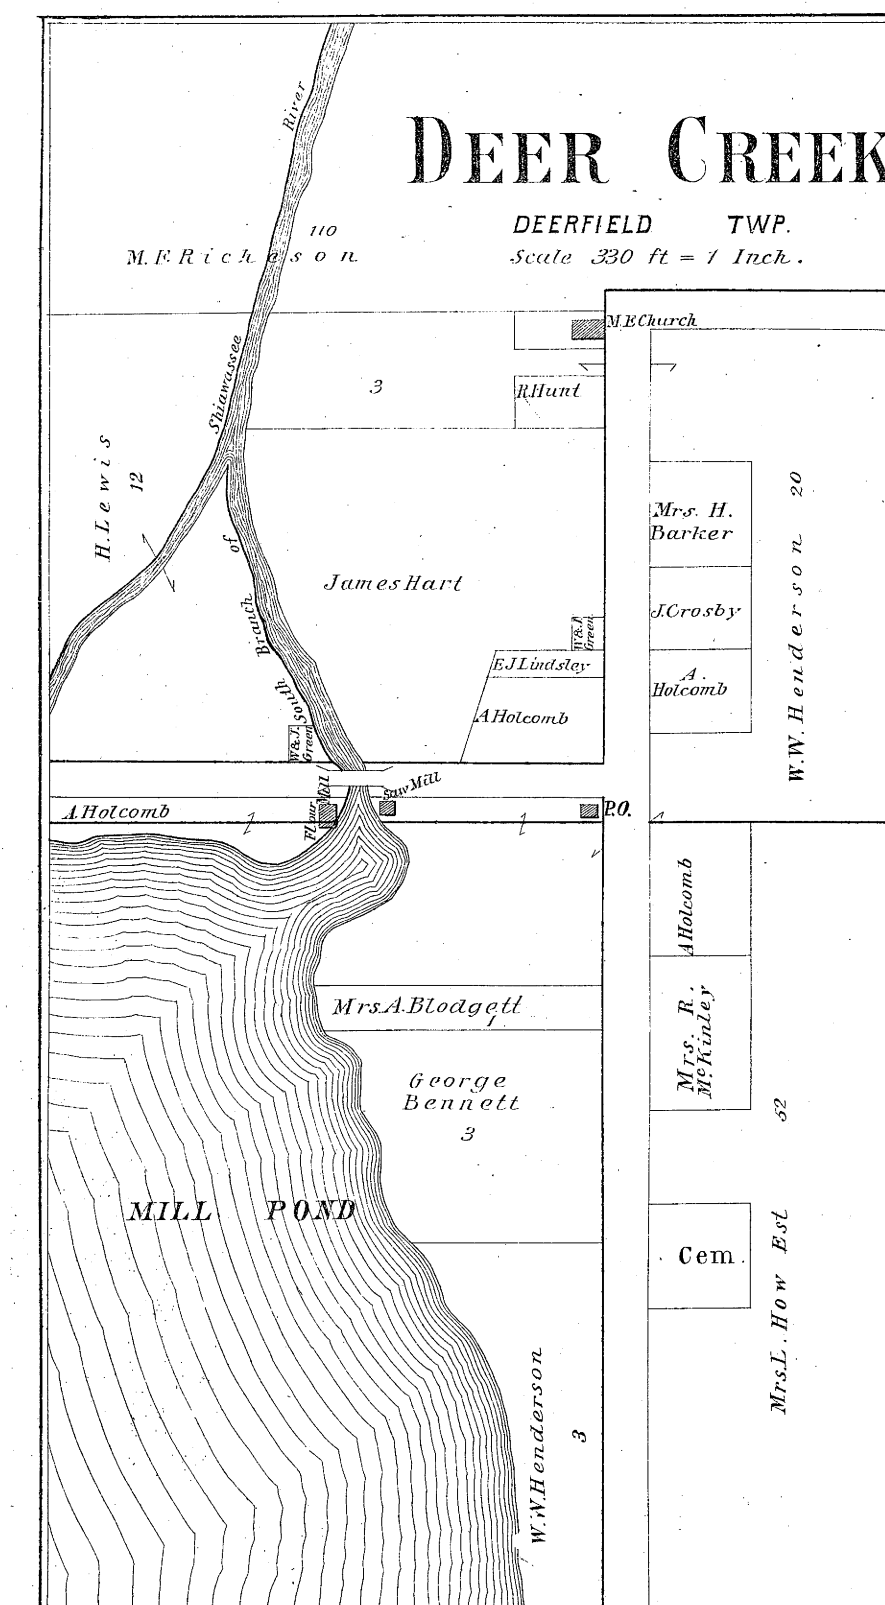 DEER CREEK
DEERFIELD TWP.
Scale 330 ft = 1 Inch.
River
110
M.E. Richeson
M.E.Church
Shiawassee
3
R.Hunt
H. Lewis
12
of
James Hart
Mrs. H.
Barker
20
W.W. Henderson
J.Crosby
W.&J.
Green
Branch
E J Lindsley
A.
Holcomb
A Holcomb
South
W.&J.
Green
Flour Mill
Saw Mill
A Holcomb
P.O.
A Holcomb
Mrs.A.Blodgett
1
Mrs. R.
McKinley
George
Bennett
3
52
Mrs.L. How Est
MILL POND
Cem.
W.W.Henderson
3